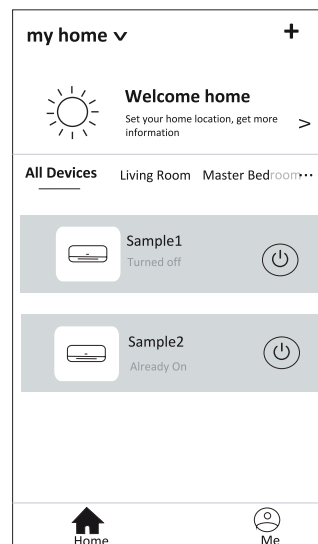 my home +
Welcome home
Set your home location, get more
information
>
All Devices Living Room Master Bedroom...
Sample1
Turned off
Sample2
Already On
Home Me